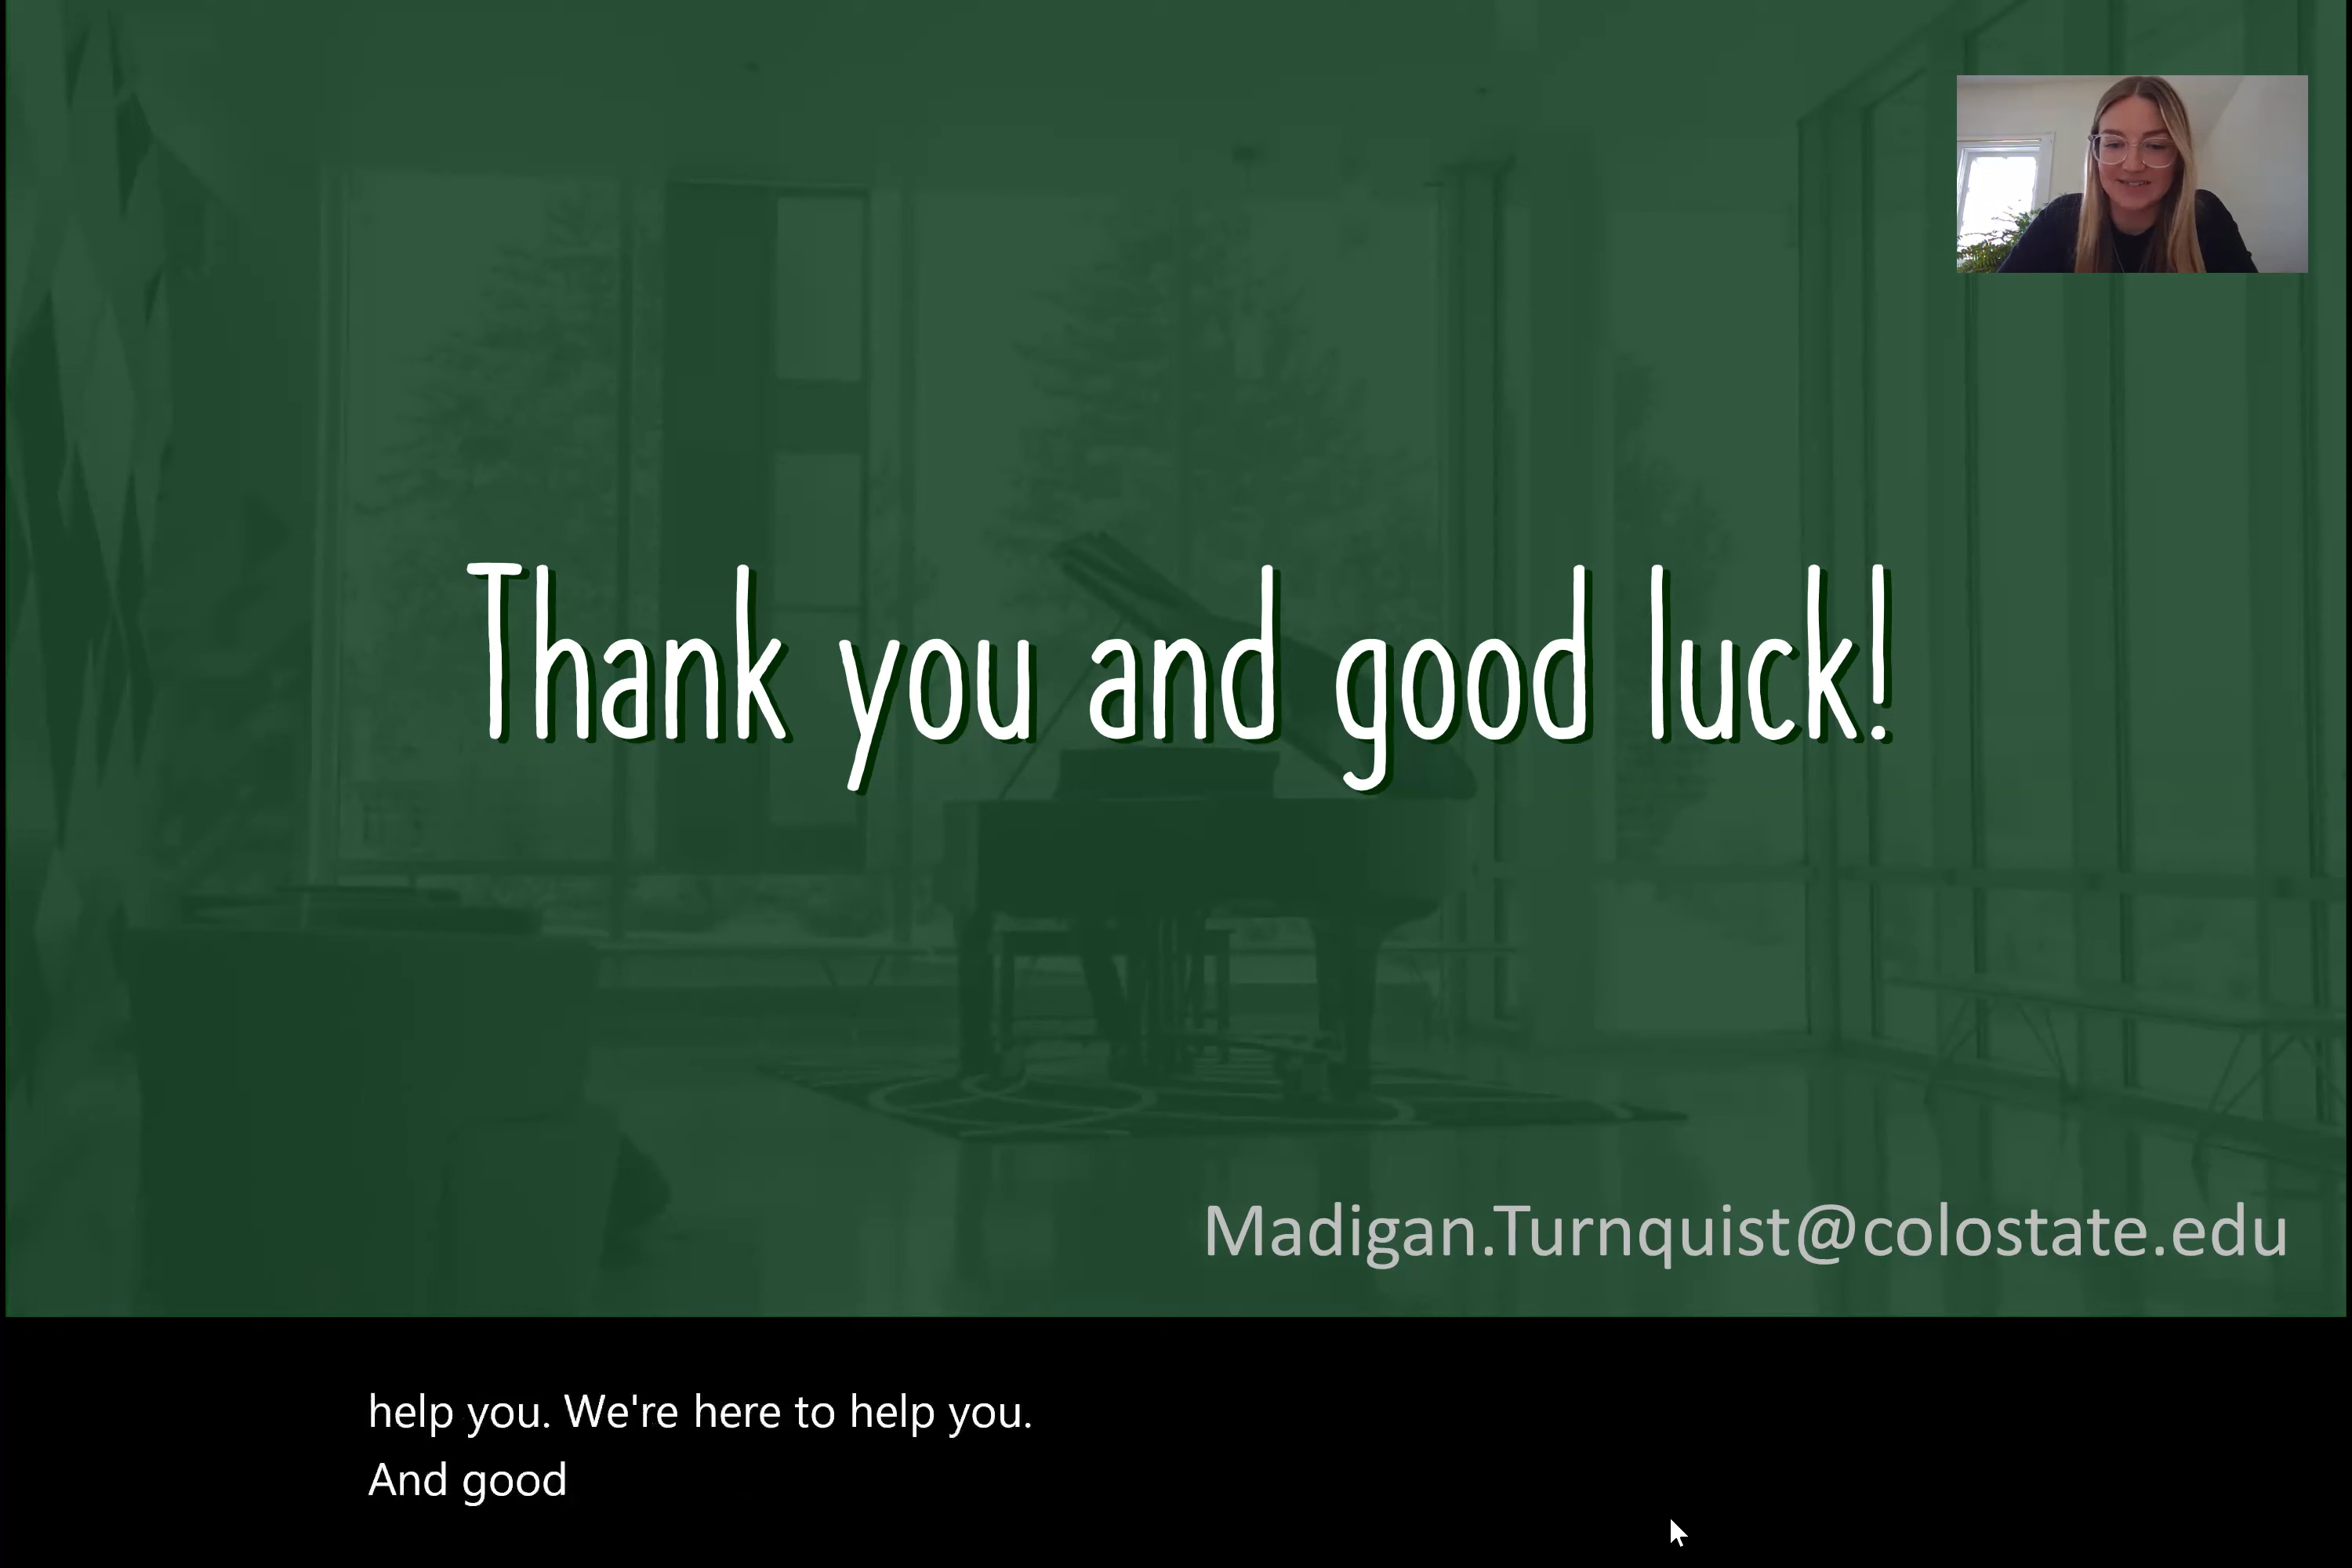 Thank you and good luck!
Madigan.Turnquist@colostate.edu
help you. We're here to help you.
And good